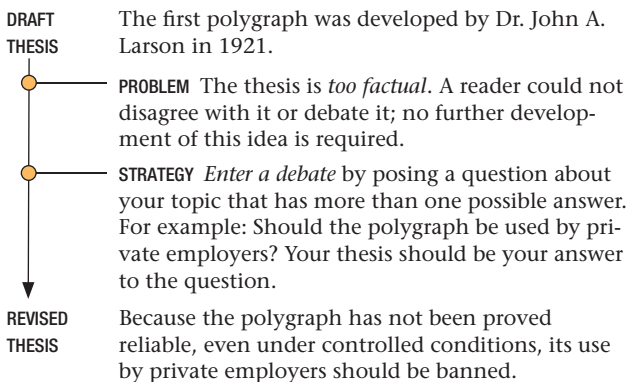 DRAFT The first polygraph was developed by Dr. John A.
THESIS Larson in 1921.
PROBLEM The thesis is too factual. A reader could not
disagree with it or debate it; no further develop-
ment of this idea is required.
STRATEGY Enter a debate by posing a question about
your topic that has more than one possible answer.
For example: Should the polygraph be used by pri-
vate employers? Your thesis should be your answer
to the question.
REVISED Because the polygraph has not been proved
THESIS reliable, even under controlled conditions, its use
by private employers should be banned.